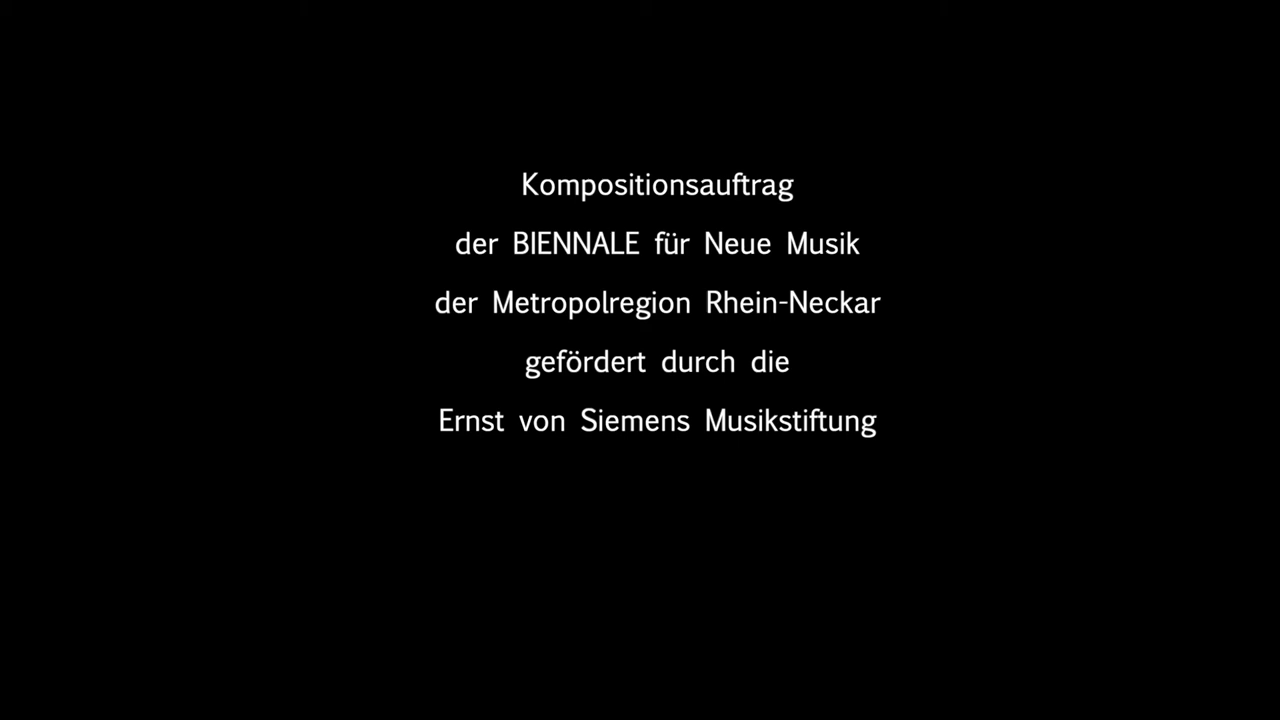 Kompositionsauftrag
der BIENNALE für Neue Musik
der Metropolregion Rhein-Neckar
gefördert durch die
Ernst von Siemens Musikstiftung